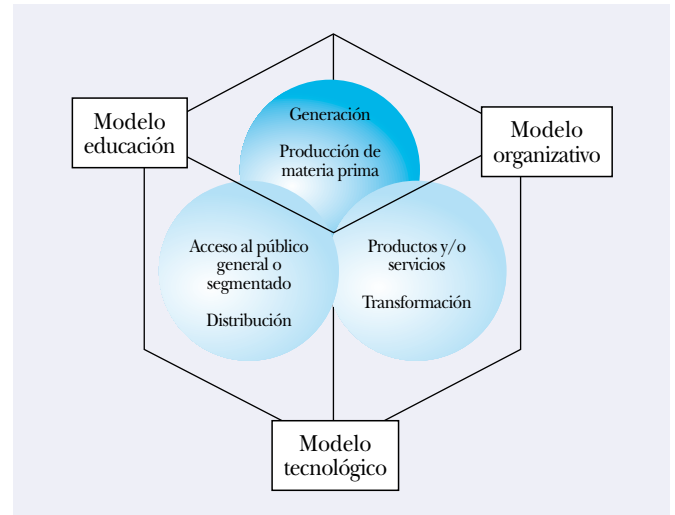 Modelo
educación
Generación
Producción de
materia prima
Modelo
organizativo
Acceso al público
general o
segmentado
Distribución
Productos y/o
servicios
Transformación
Modelo
tecnológico